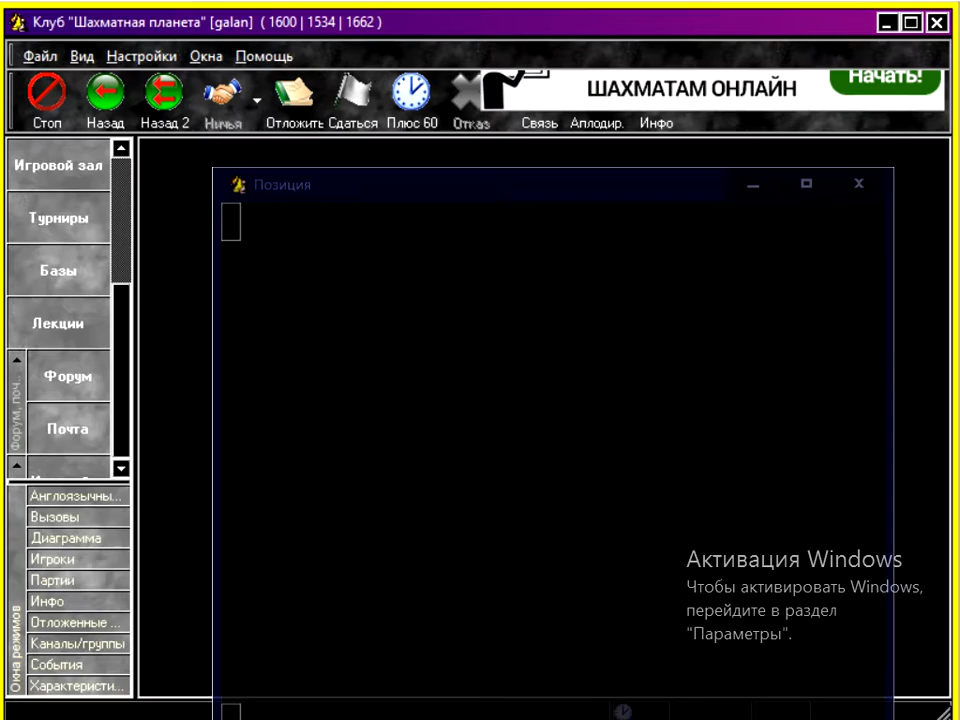 Клуб "Шахматная планета" [galan] ( 1600 | 1534 | 1662 )
Файл Вид Настройки Окна Помощь
ШАХМАТАМ ОНЛАЙН
Начать!
Стоп Назад Назад 2 Ничья Отложить Сдаться Плюс 60 Отказ Связь Аплодир. Инфо
Игровой зал
Турниры
Базы
Лекции
Форум, поч...
Форум
Почта
Окна режимов
Англоязычны...
Вызовы
Диаграмма
Игроки
Партии
Инфо
Отложенные ...
Каналы/группы
События
Характеристи...
Позиция
Активация Windows
Чтобы активировать Windows,
перейдите в раздел
"Параметры".